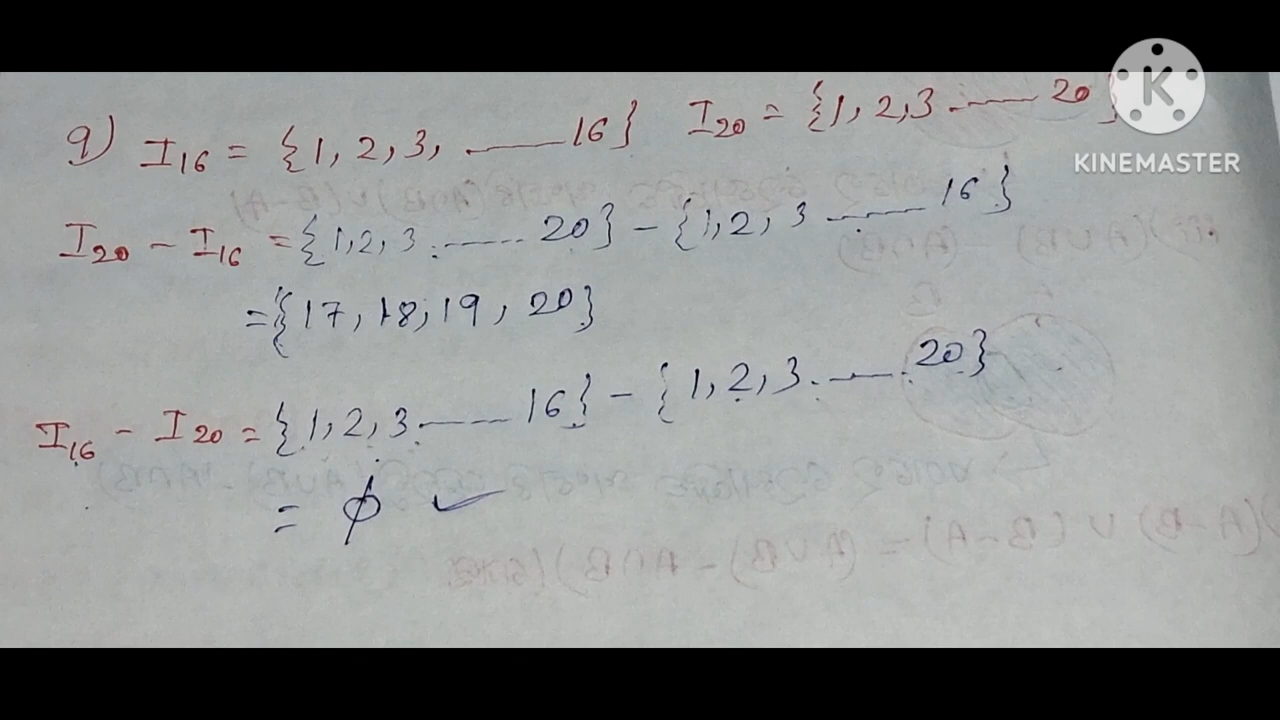 9) I16 = {1, 2, 3, ......16} I20 = {1, 2, 3 ...... 20}
KINEMASTER
I20 - I16 = {1, 2, 3 ...... 20} - {1, 2, 3 ...... 16}
= {17, 18, 19, 20}
I16 - I20 = {1, 2, 3 ...... 16} - {1, 2, 3 ...... 20}
= ϕ ✓